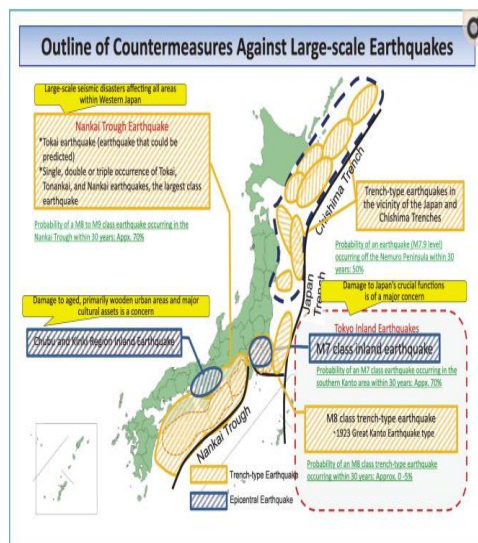 Outline of Countermeasures Against Large-scale Earthquakes
Large-scale seismic disasters affecting all areas
within Western Japan
Nankai Trough Earthquake
*Tokai earthquake (earthquake that could be
predicted)
*Single, double or triple occurrence of Tokai,
Tonankai, and Nankai earthquakes, the largest class
earthquake
Probability of a M8 to M9 class earthquake occurring in the
Nankai Trough within 30 years: Appx. 70%
Chishima Trench
Trench-type earthquakes in
the vicinity of the Japan and
Chishima Trenches
Probability of an earthquake (M7.9 level)
occurring off the Nemuro Peninsula within 30
years: 50%
Japan
Trench
Damage to aged, primarily wooden urban areas and major
cultural assets is a concern
Chubu and Kinki Region Inland Earthquake
Damage to Japan's crucial functions
is of a major concern
Tokyo Inland Earthquakes
M7 class inland earthquake
Probability of an M7 class earthquake occurring in the
southern Kanto area within 30 years: Appx. 70%
M8 class trench-type earthquake
*1923 Great Kanto Earthquake type
Probability of an M8 class trench-type earthquake
occurring within 30 years: Approx. 0 -5%
Nankai Trough
Trench-type Earthquake
Epicentral Earthquake